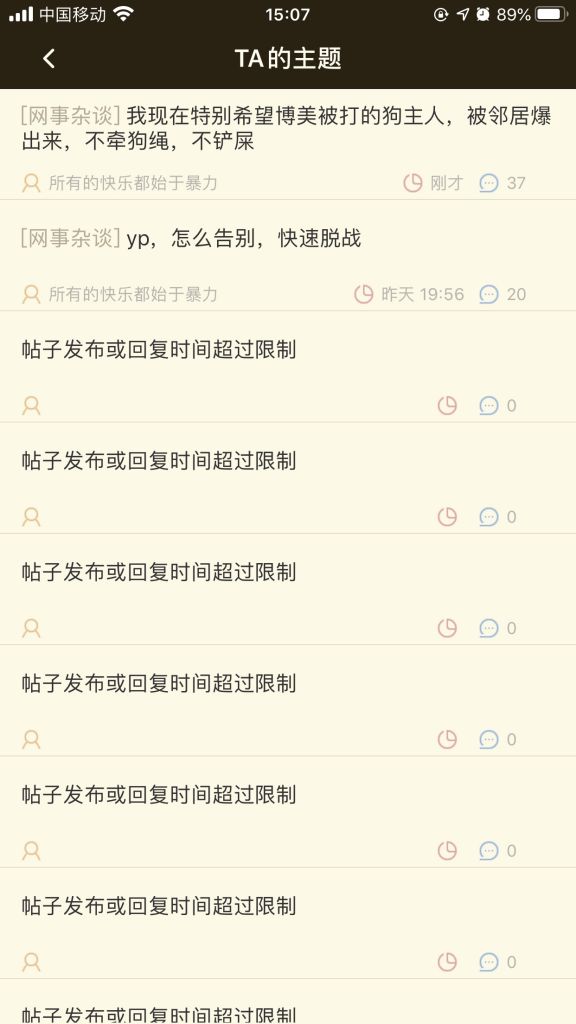 中国移动 15:07 89%
TA的主题
[网事杂谈] 我现在特别希望博美被打的狗主人，被邻居爆
出来，不牵狗绳，不铲屎
所有的快乐都始于暴力 刚才 37
[网事杂谈] yp，怎么告别，快速脱战
所有的快乐都始于暴力 昨天 19:56 20
帖子发布或回复时间超过限制
0
帖子发布或回复时间超过限制
0
帖子发布或回复时间超过限制
0
帖子发布或回复时间超过限制
0
帖子发布或回复时间超过限制
0
帖子发布或回复时间超过限制
0
帖子发布或回复时间超过限制